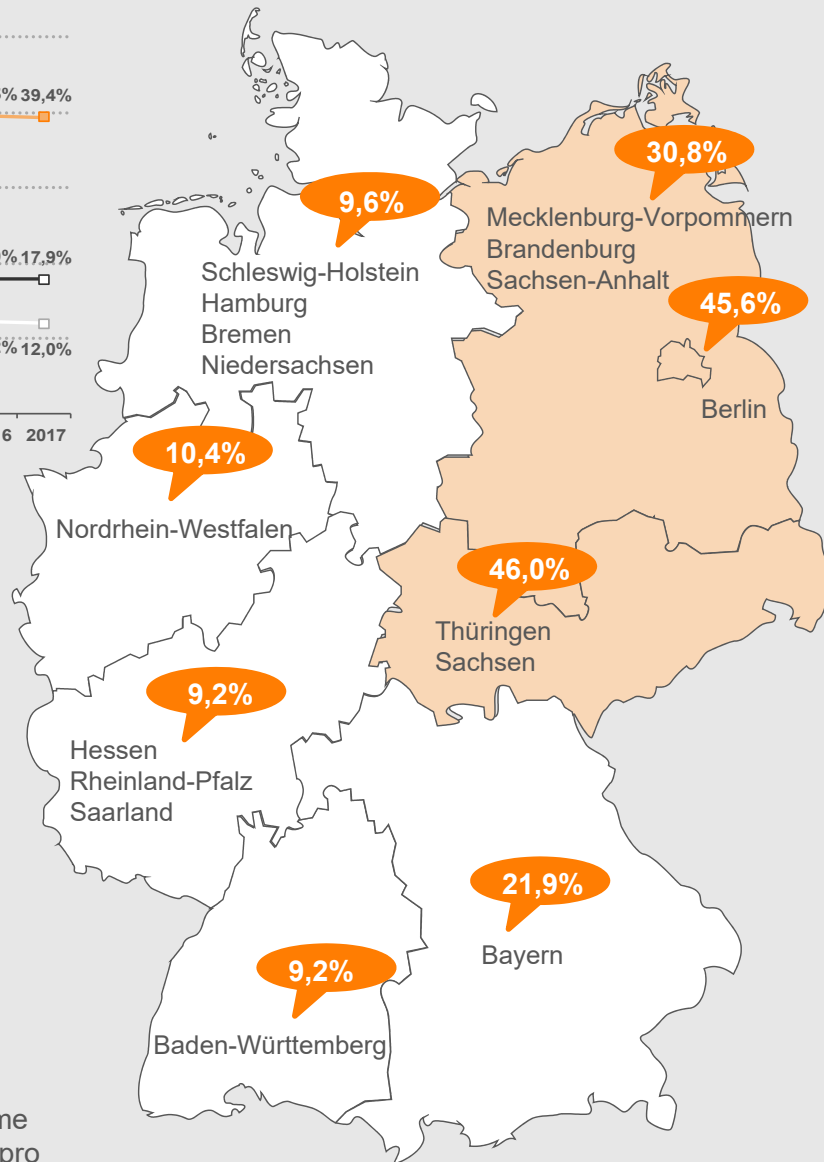 39,4%
17,9%
12,0%
2017
30,8%
Mecklenburg-Vorpommern
Brandenburg
Sachsen-Anhalt
9,6%
Schleswig-Holstein
Hamburg
Bremen
Niedersachsen
45,6%
Berlin
10,4%
Nordrhein-Westfalen
46,0%
Thüringen
Sachsen
9,2%
Hessen
Rheinland-Pfalz
Saarland
21,9%
Bayern
9,2%
Baden-Württemberg
pro